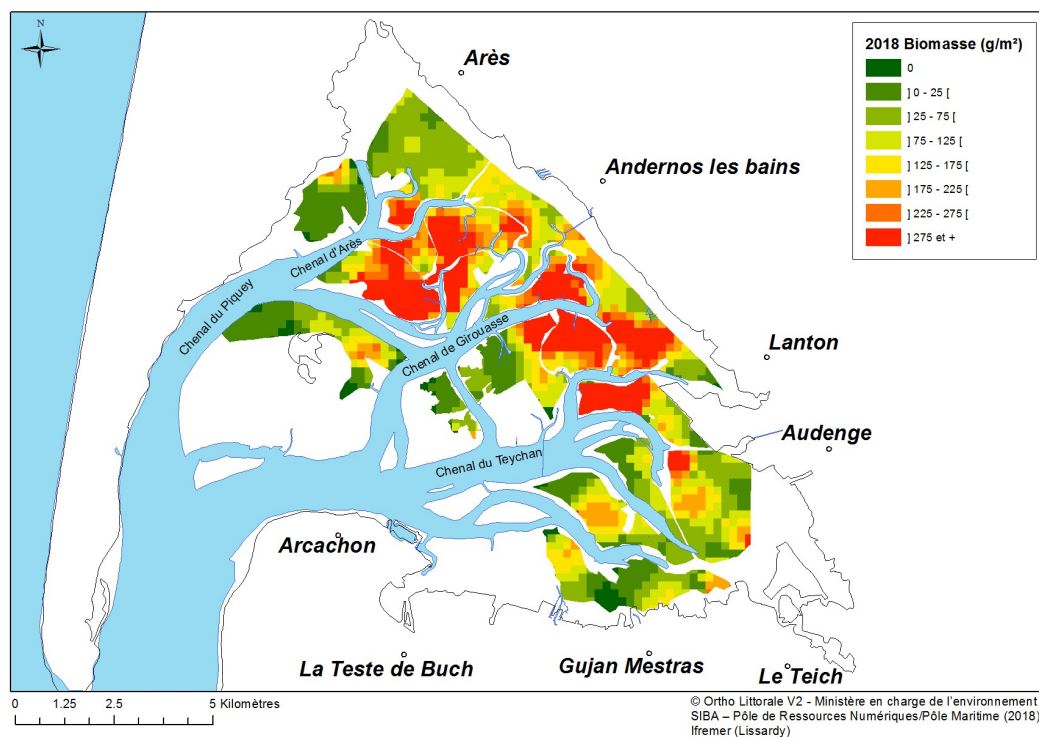 N
Arès
Andernos les bains
Lanton
Audenge
Chenal d'Arès
Chenal du Piquey
Chenal de Girouasse
Chenal du Teychan
Arcachon
La Teste de Buch
Gujan Mestras
Le Teich
2018 Biomasse (g/m²)
0
] 0 - 25 [
] 25 - 75 [
] 75 - 125 [
] 125 - 175 [
] 175 - 225 [
] 225 - 275 [
] 275 et +
0 1.25 2.5 5 Kilomètres
© Ortho Littorale V2 - Ministère en charge de l'environnement
SIBA – Pôle de Ressources Numériques/Pôle Maritime (2018)
Ifremer (Lissardy)